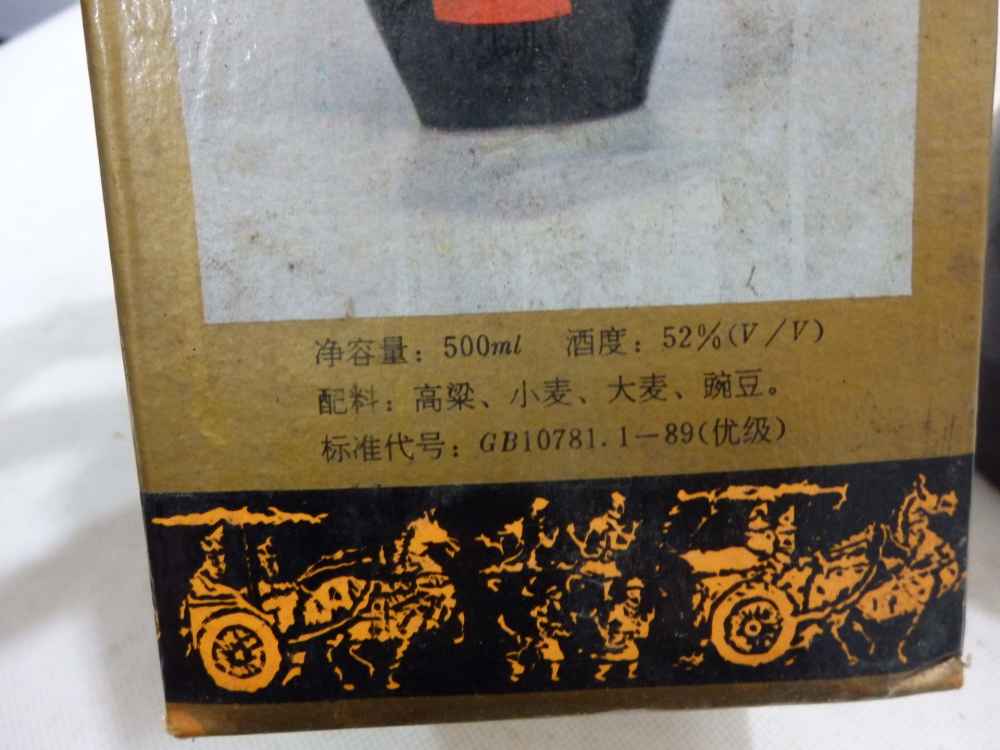 净容量：500ml 酒度：52%(V/V)
配料：高粱、小麦、大麦、豌豆。
标准代号：GB10781.1—89(优级)